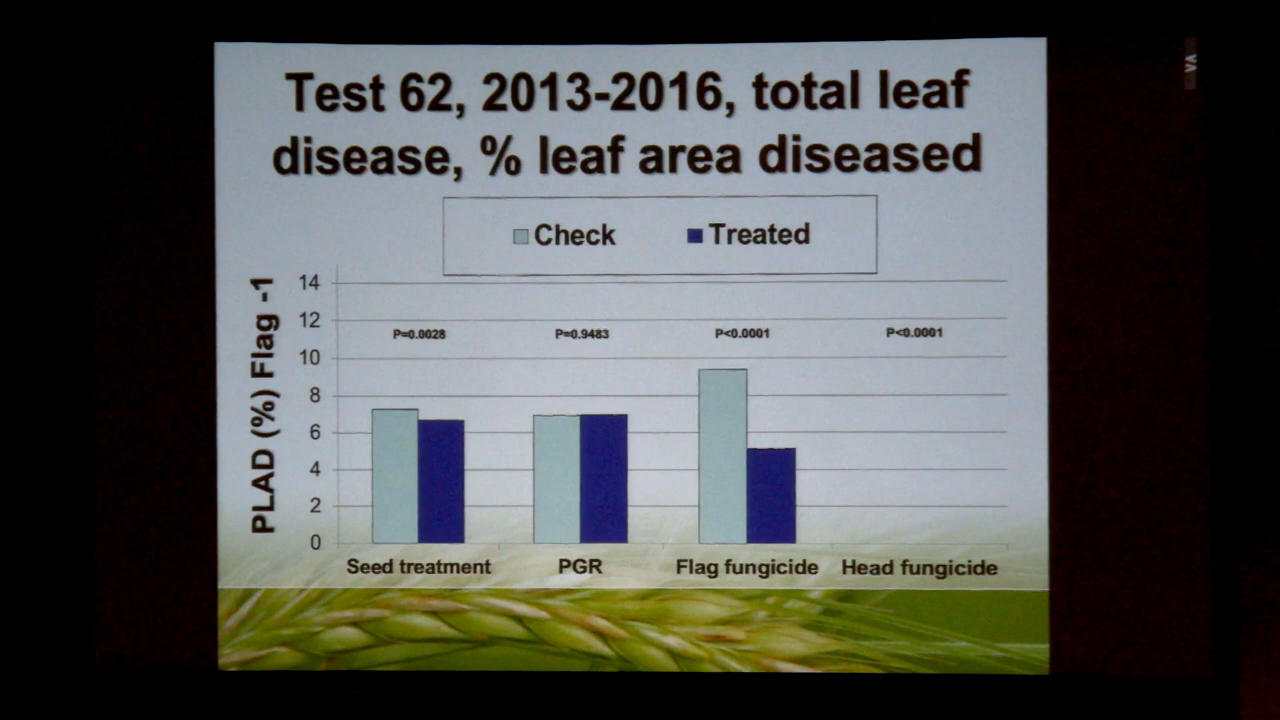 Test 62, 2013-2016, total leaf
disease, % leaf area diseased
Check Treated
PLAD (%) Flag -1
14
12
10
8
6
4
2
0
P=0.0028 P=0.9483 P<0.0001 P<0.0001
Seed treatment PGR Flag fungicide Head fungicide
VA